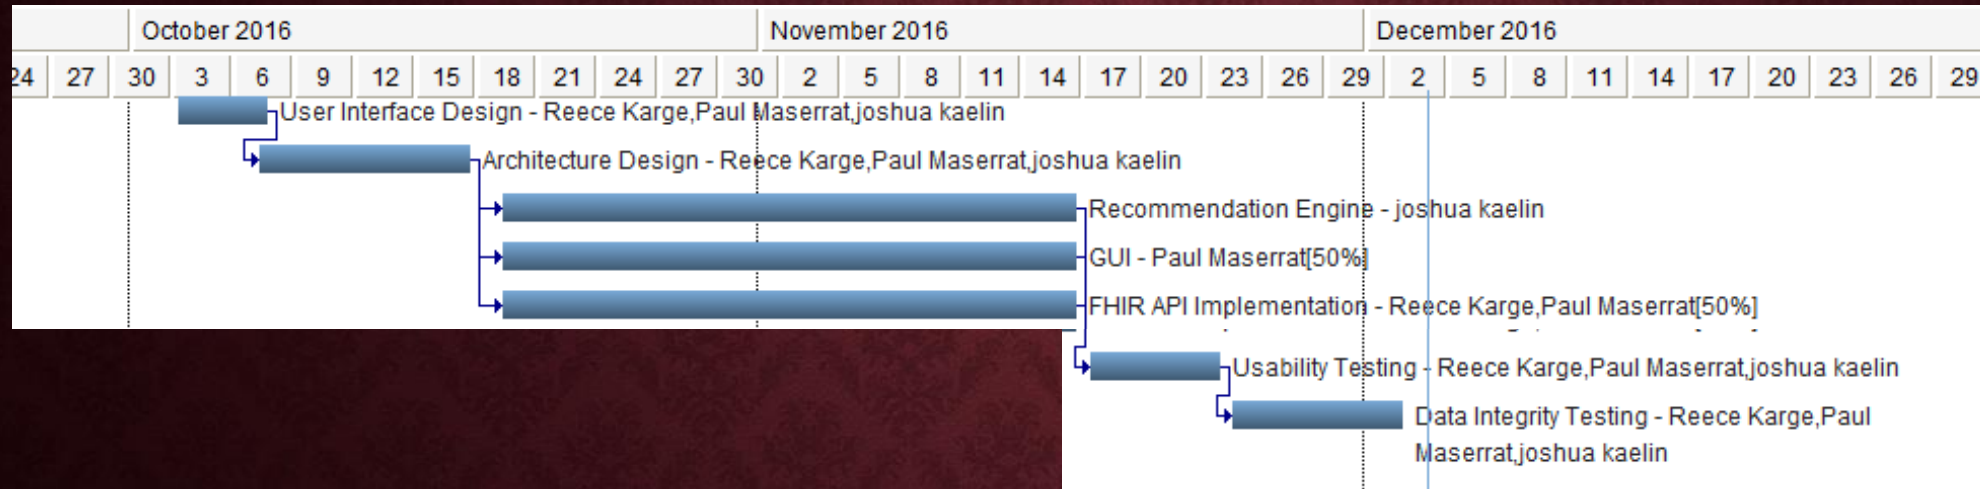 October 2016 November 2016 December 2016
24 27 30 3 6 9 12 15 18 21 24 27 30 2 5 8 11 14 17 20 23 26 29 2 5 8 11 14 17 20 23 26 29
User Interface Design - Reece Karge,Paul Maserrat,joshua kaelin
Architecture Design - Reece Karge,Paul Maserrat,joshua kaelin
Recommendation Engine - joshua kaelin
GUI - Paul Maserrat[50%]
FHIR API Implementation - Reece Karge,Paul Maserrat[50%]
Usability Testing - Reece Karge,Paul Maserrat,joshua kaelin
Data Integrity Testing - Reece Karge,Paul
Maserrat,joshua kaelin